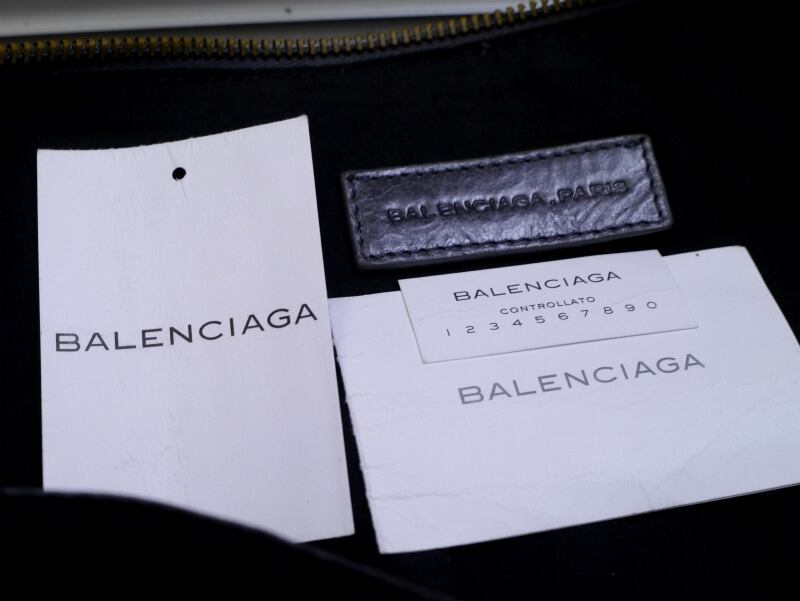 BALENCIAGA
BALENCIAGA.PARIS
BALENCIAGA
CONTROLLATO
1 2 3 4 5 6 7 8 9 0
BALENCIAGA